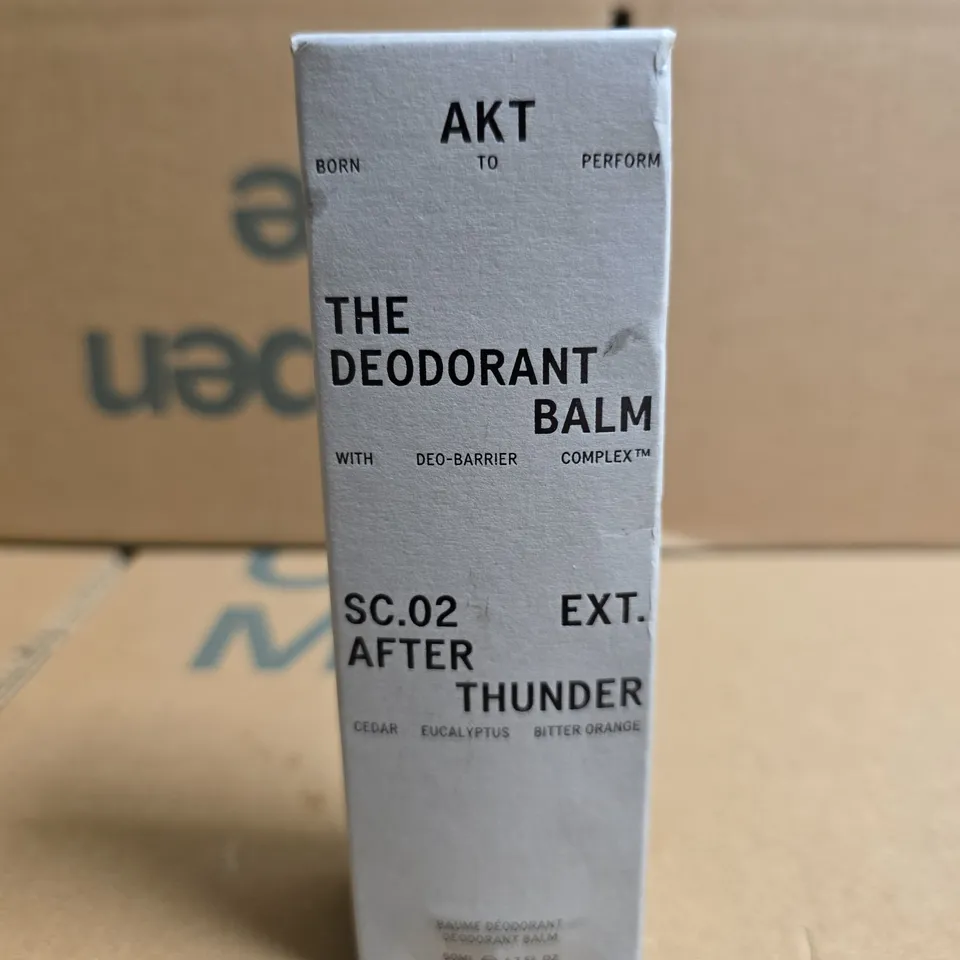 AKT
BORN TO PERFORM
THE
DEODORANT
BALM
WITH DEO-BARRIER COMPLEX™
SC.02 EXT.
AFTER
THUNDER
CEDAR EUCALYPTUS BITTER ORANGE
BAUME DÉODORANT
DEODORANT BALM